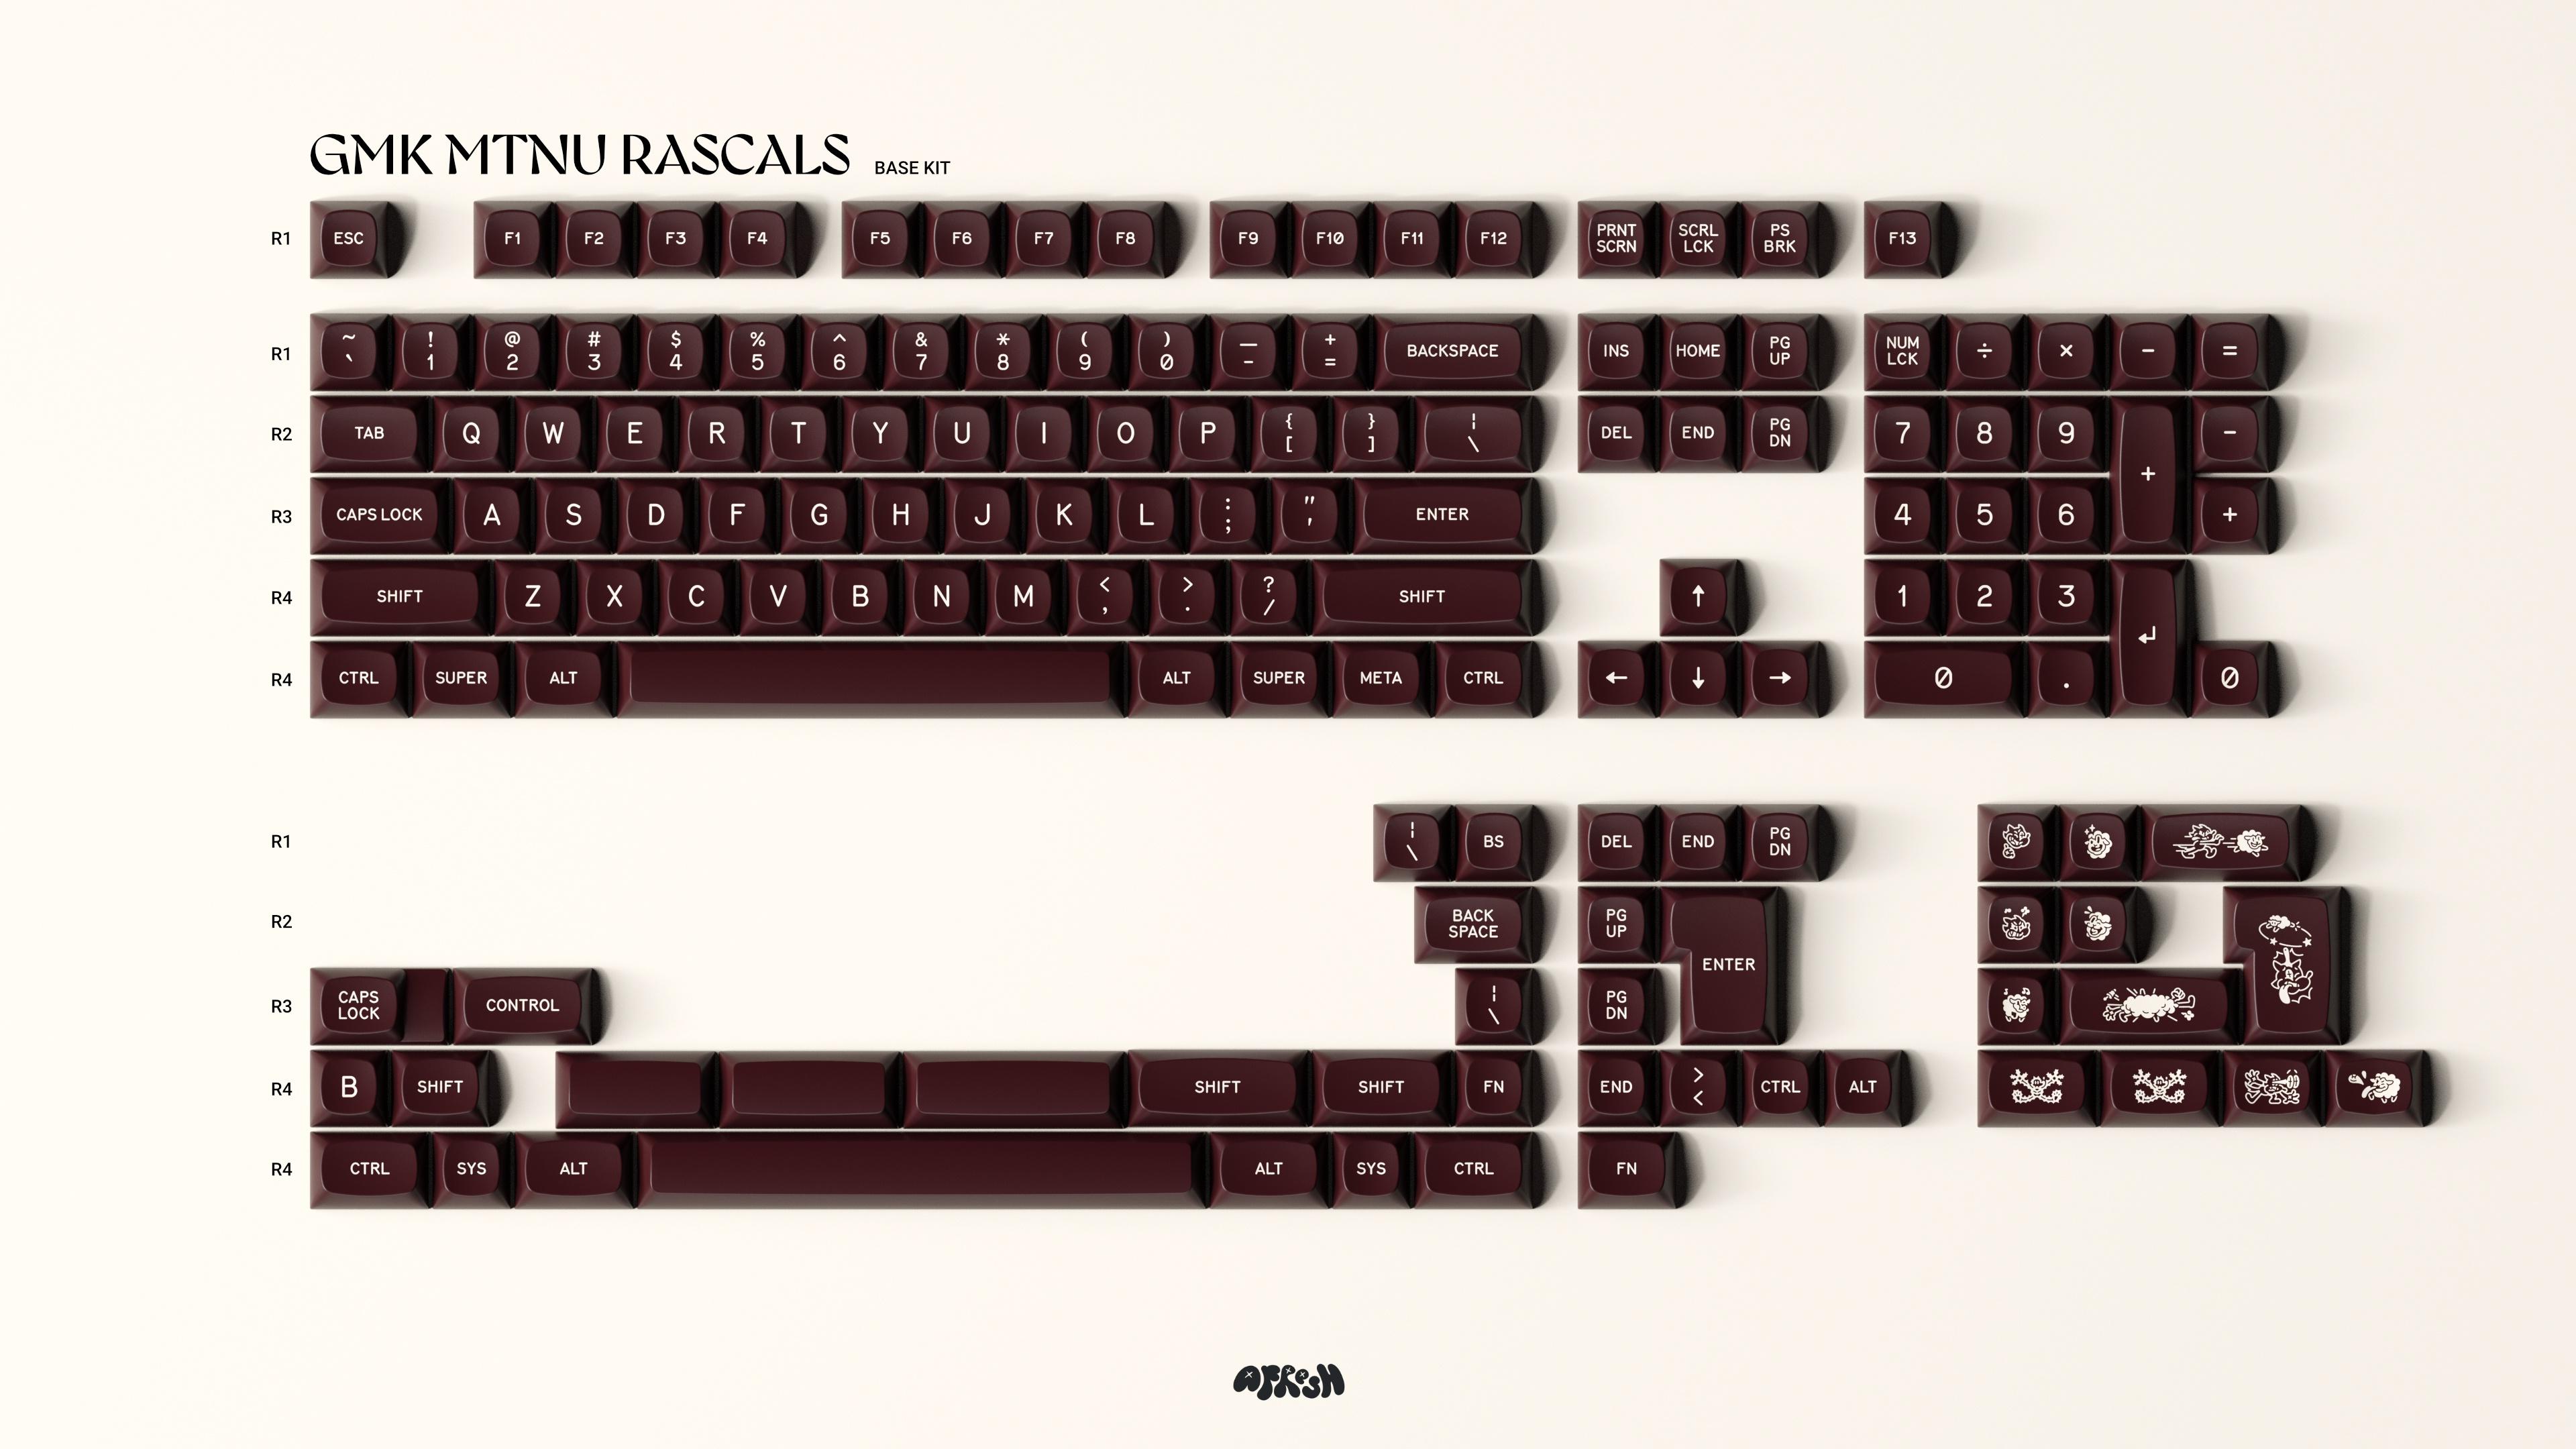 GMK MTNU RASCALS BASE KIT
R1 ESC F1 F2 F3 F4 F5 F6 F7 F8 F9 F10 F11 F12 PRNT SCRN SCRL LCK PS BRK F13
R1 ~ ` ! 1 @ 2 # 3 $ 4 % 5 ^ 6 & 7 * 8 ( 9 ) 0 — - + = BACKSPACE INS HOME PG UP NUM LCK ÷ × - =
R2 TAB Q W E R T Y U I O P { [ } ] ¦ \ DEL END PG DN 7 8 9 + -
R3 CAPS LOCK A S D F G H J K L : ; " ' ENTER 4 5 6 +
R4 SHIFT Z X C V B N M < , > . ? / SHIFT ↑ 1 2 3 ↵
R4 CTRL SUPER ALT ALT SUPER META CTRL ← ↓ → 0 . 0
R1 ¦ \ BS DEL END PG DN
R2 BACK SPACE PG UP ENTER
R3 CAPS LOCK CONTROL ¦ \ PG DN
R4 B SHIFT SHIFT SHIFT FN END > < CTRL ALT
R4 CTRL SYS ALT ALT SYS CTRL FN
AFRESH